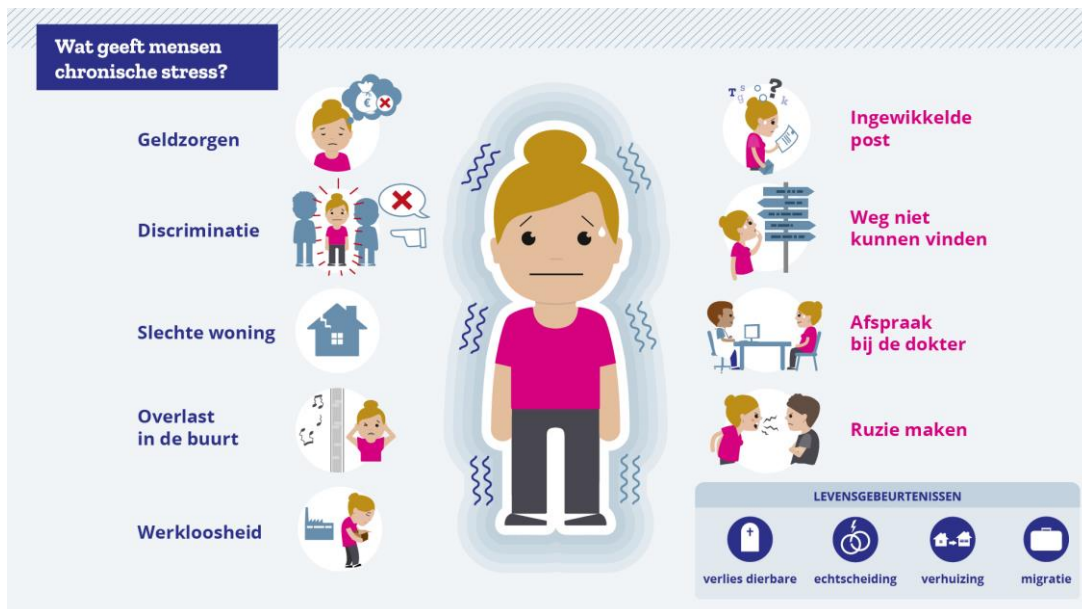 Wat geeft mensen
chronische stress?
Geldzorgen
Discriminatie
Slechte woning
Overlast
in de buurt
Werkloosheid
T s ? g k
€
Ingewikkelde
post
Weg niet
kunnen vinden
Afspraak
bij de dokter
Ruzie maken
LEVENSGEBEURTENISSEN
verlies dierbare
echtscheiding
verhuizing
migratie